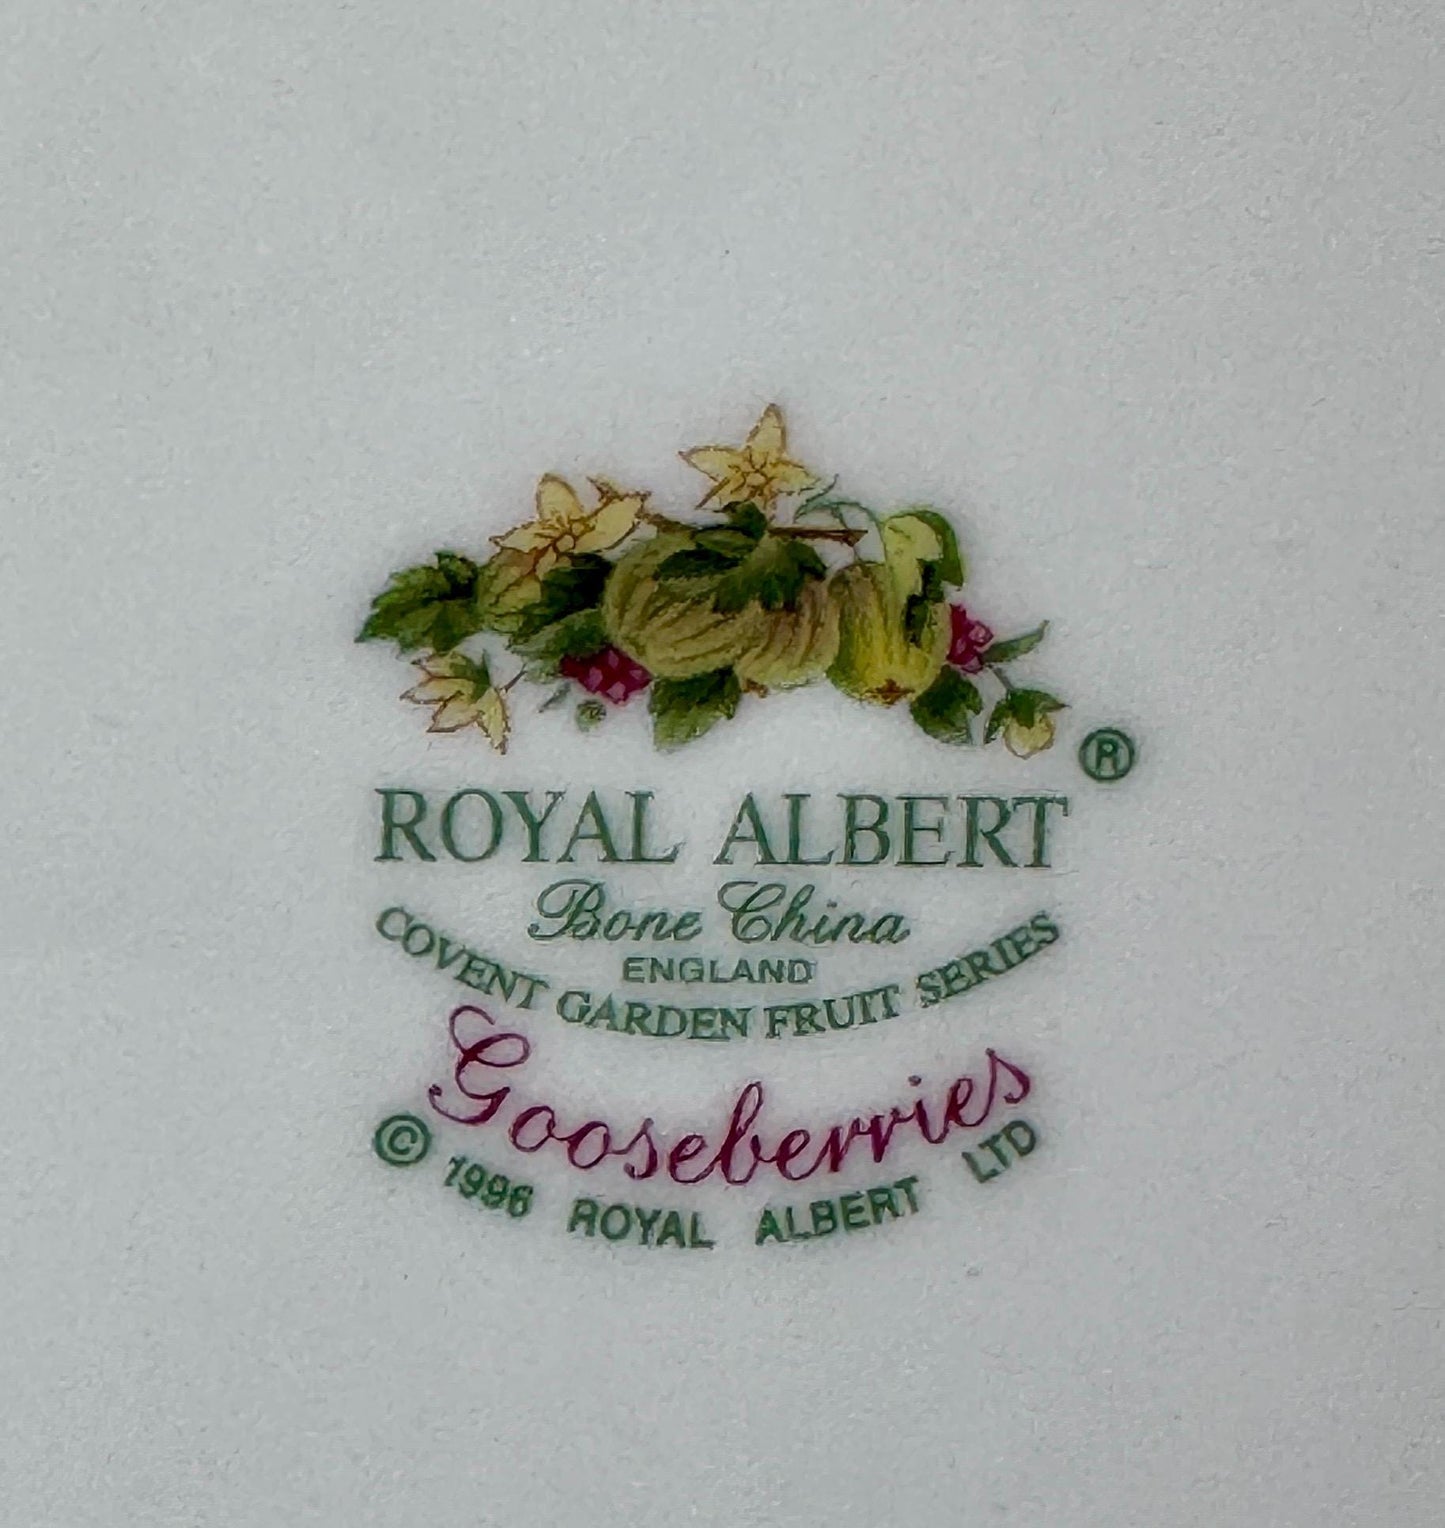 ®
ROYAL ALBERT
Bone China
ENGLAND
COVENT GARDEN FRUIT SERIES
Gooseberries
© 1996 ROYAL ALBERT LTD